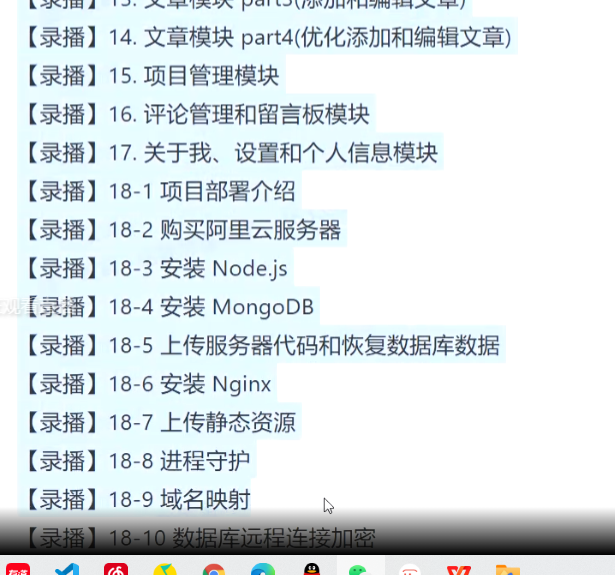 【录播】13. 文章模块 part3(添加和编辑文章)
【录播】14. 文章模块 part4(优化添加和编辑文章)
【录播】15. 项目管理模块
【录播】16. 评论管理和留言板模块
【录播】17. 关于我、设置和个人信息模块
【录播】18-1 项目部署介绍
【录播】18-2 购买阿里云服务器
【录播】18-3 安装 Node.js
【录播】18-4 安装 MongoDB
【录播】18-5 上传服务器代码和恢复数据库数据
【录播】18-6 安装 Nginx
【录播】18-7 上传静态资源
【录播】18-8 进程守护
【录播】18-9 域名映射
【录播】18-10 数据库远程连接加密